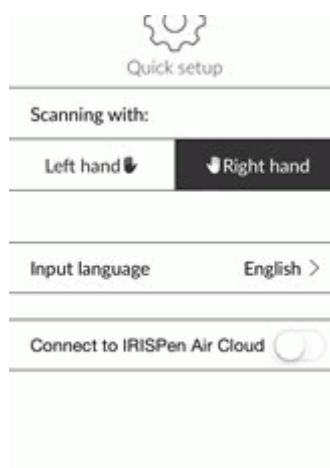 Quick setup
Scanning with:
Left hand Right hand
Input language English >
Connect to IRISPen Air Cloud